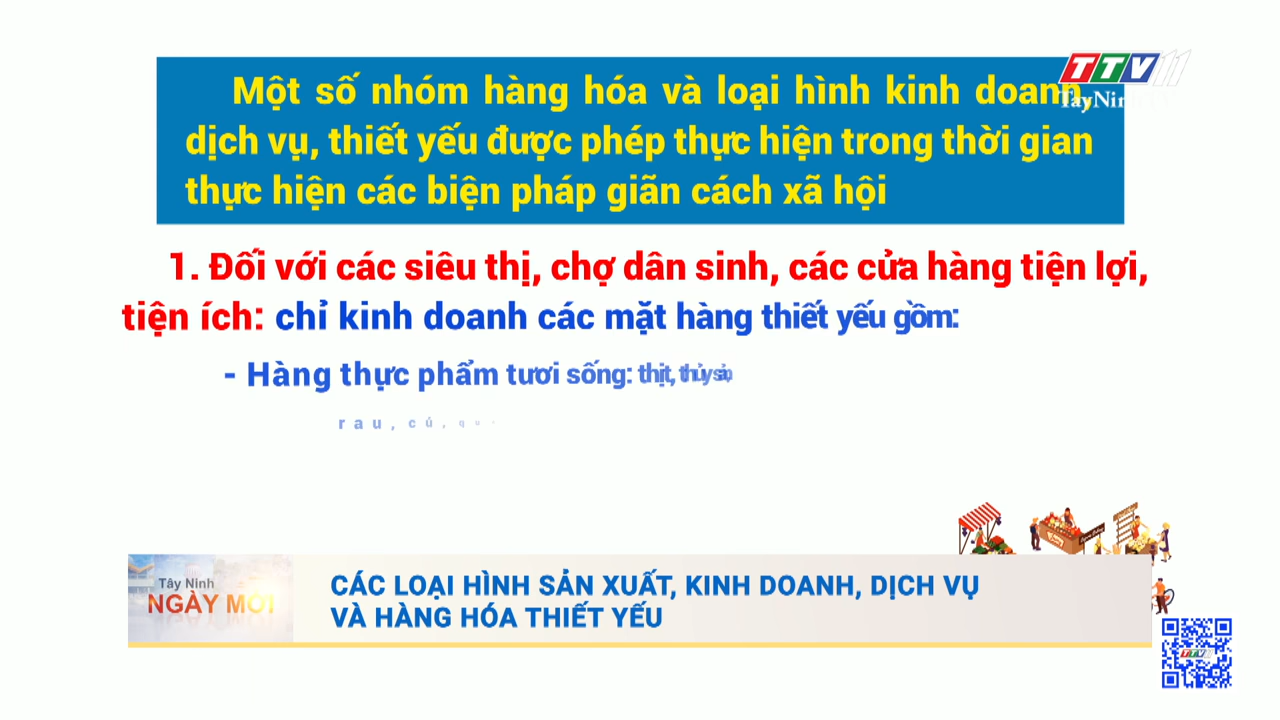 Một số nhóm hàng hóa và loại hình kinh doanh
dịch vụ, thiết yếu được phép thực hiện trong thời gian
thực hiện các biện pháp giãn cách xã hội
TTV11
1. Đối với các siêu thị, chợ dân sinh, các cửa hàng tiện lợi,
tiện ích: chỉ kinh doanh các mặt hàng thiết yếu gồm:
- Hàng thực phẩm tươi sống: thịt, thủy sản,
rau, củ,
Tây Ninh
NGÀY MỚI
CÁC LOẠI HÌNH SẢN XUẤT, KINH DOANH, DỊCH VỤ
VÀ HÀNG HÓA THIẾT YẾU
TTV